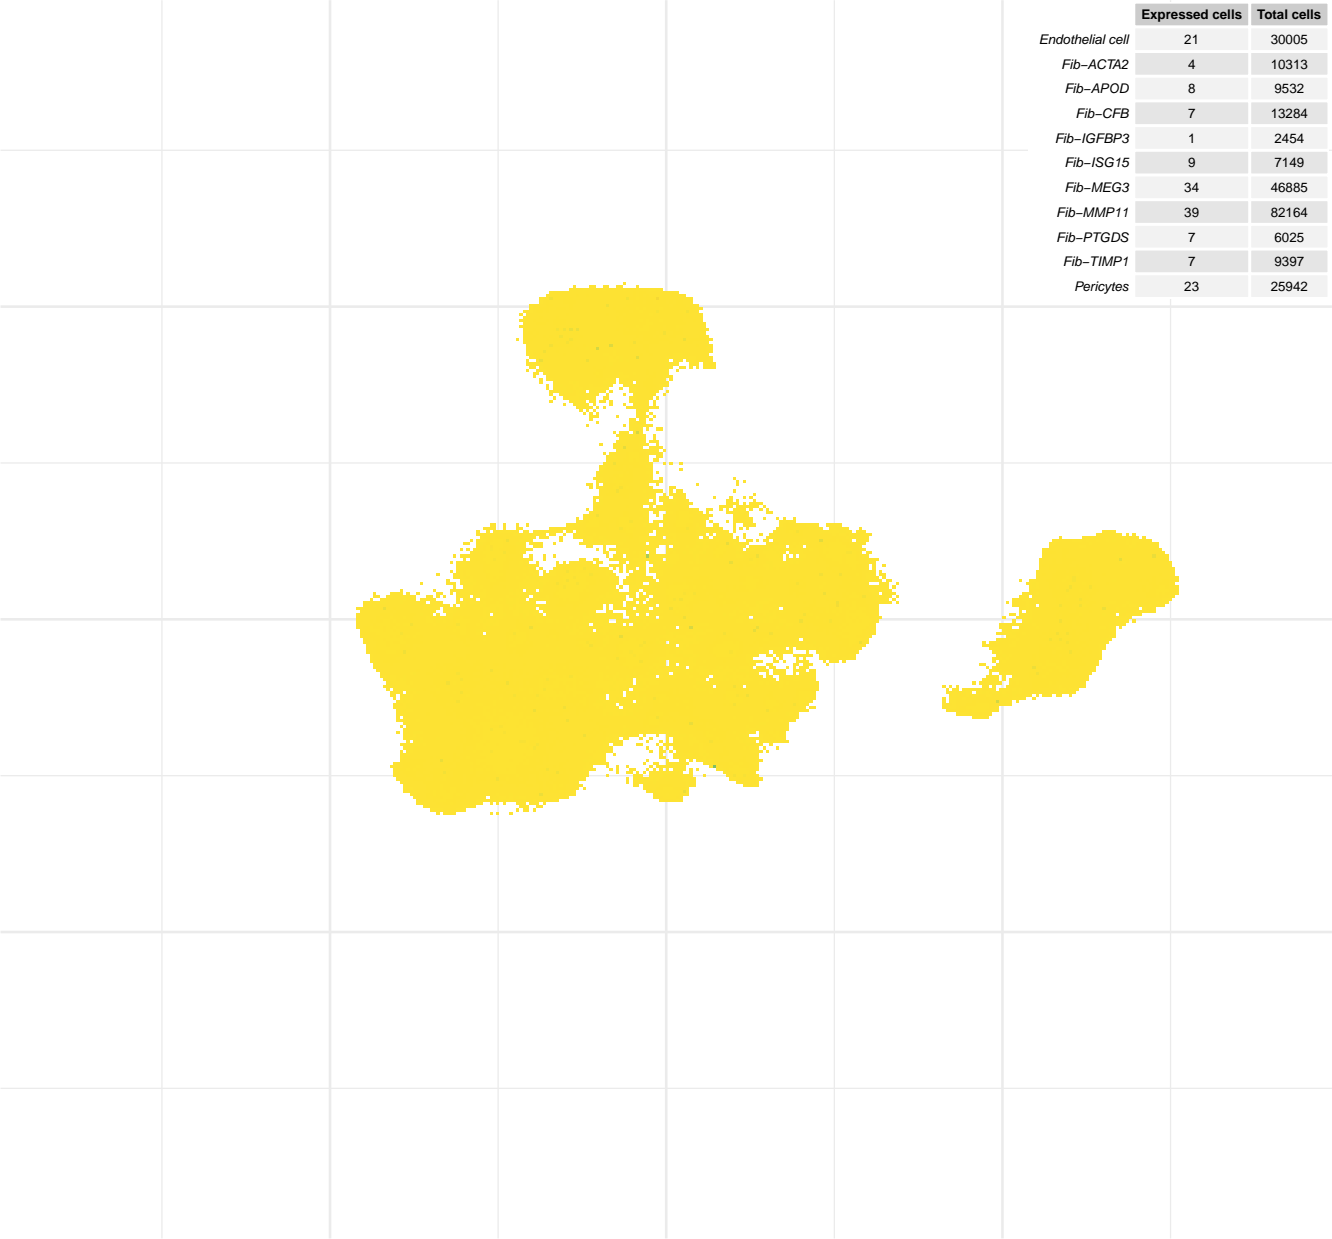 Expressed cells Total cells
Endothelial cell 21 30005
Fib−ACTA2 4 10313
Fib−APOD 8 9532
Fib−CFB 7 13284
Fib−IGFBP3 1 2454
Fib−ISG15 9 7149
Fib−MEG3 34 46885
Fib−MMP11 39 82164
Fib−PTGDS 7 6025
Fib−TIMP1 7 9397
Pericytes 23 25942